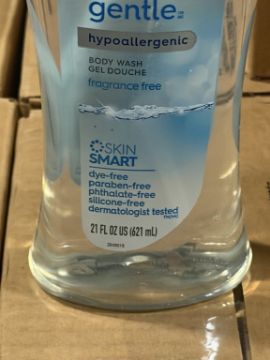 gentle
hypoallergenic
BODY WASH
GEL DOUCHE
fragrance free
SKIN
SMART
dye-free
paraben-free
phthalate-free
silicone-free
dermatologist tested
21 FL OZ US (621 mL)